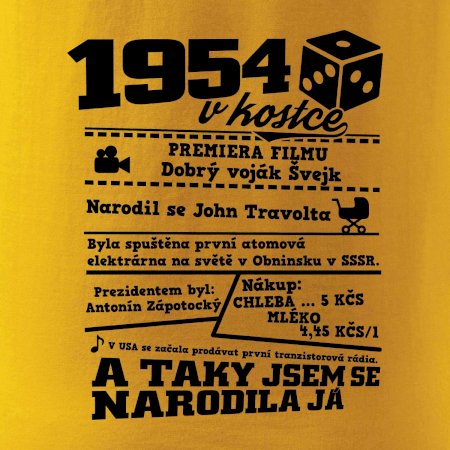 1954
v kostce
PREMIERA FILMU
Dobrý voják Švejk
Narodil se John Travolta
Byla spuštěna první atomová
elektrárna na světě v Obninsku v SSSR.
Prezidentem byl:
Antonín Zápotocký
Nákup:
CHLEBA ... 5 KČS
MLÉKO
4,45 KČS/l
V USA se začala prodávat první tranzistorová rádia.
A TAKY JSEM SE
NARODILA JÁ